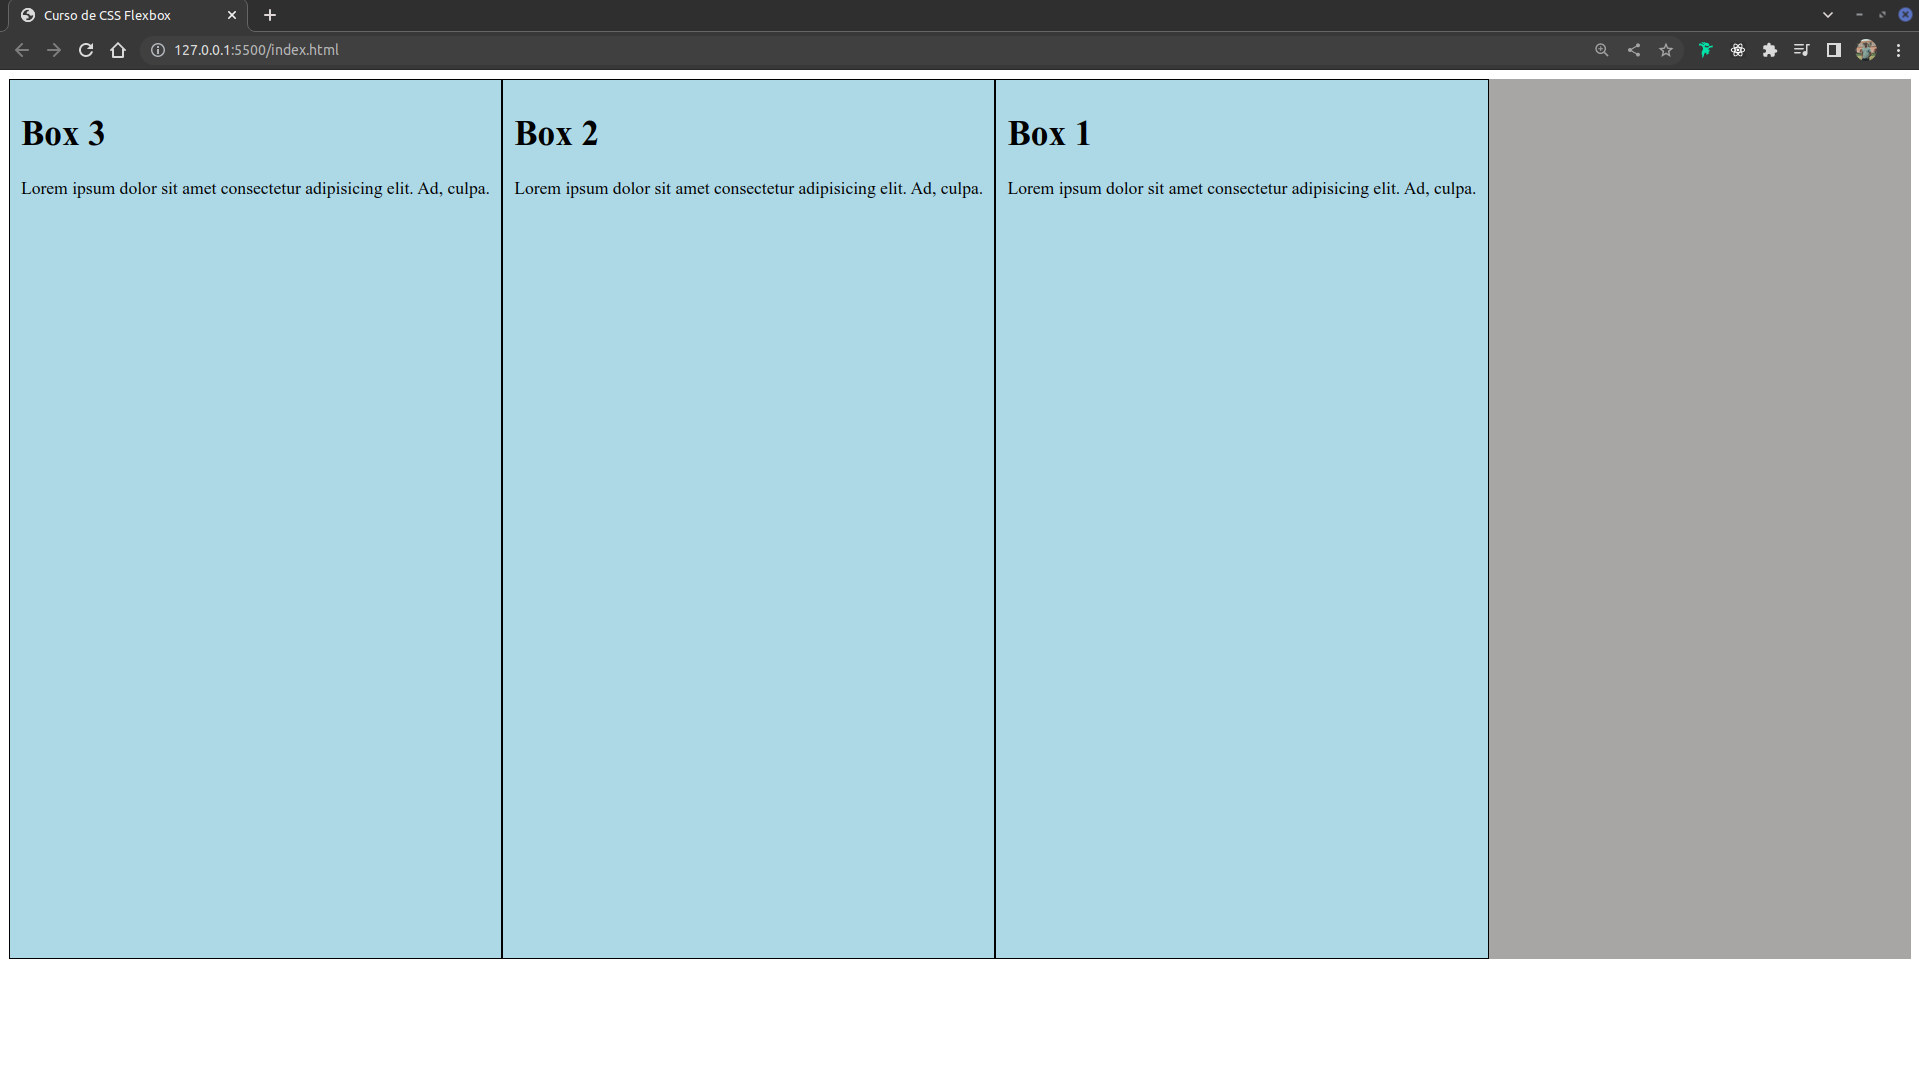 Curso de CSS Flexbox
127.0.0.1:5500/index.html
Box 3
Lorem ipsum dolor sit amet consectetur adipisicing elit. Ad, culpa.
Box 2
Lorem ipsum dolor sit amet consectetur adipisicing elit. Ad, culpa.
Box 1
Lorem ipsum dolor sit amet consectetur adipisicing elit. Ad, culpa.